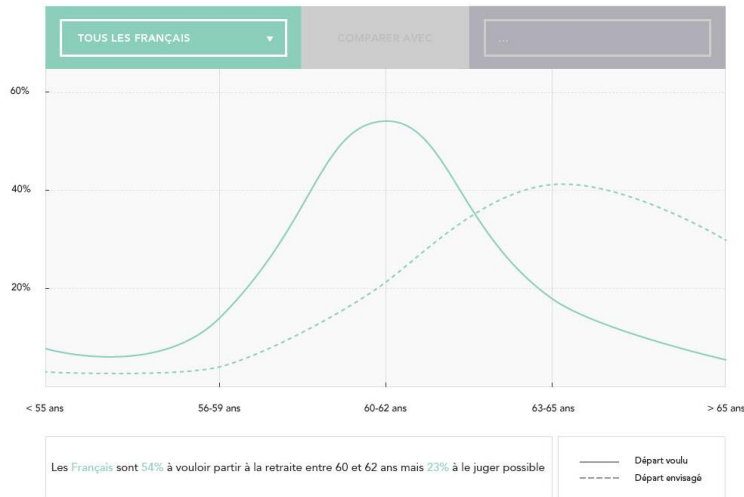 TOUS LES FRANÇAIS
COMPARER AVEC
...
60%
40%
20%
< 55 ans
56-59 ans
60-62 ans
63-65 ans
> 65 ans
Les Français sont 54% à vouloir partir à la retraite entre 60 et 62 ans mais 23% à le juger possible
Départ voulu
Départ envisagé